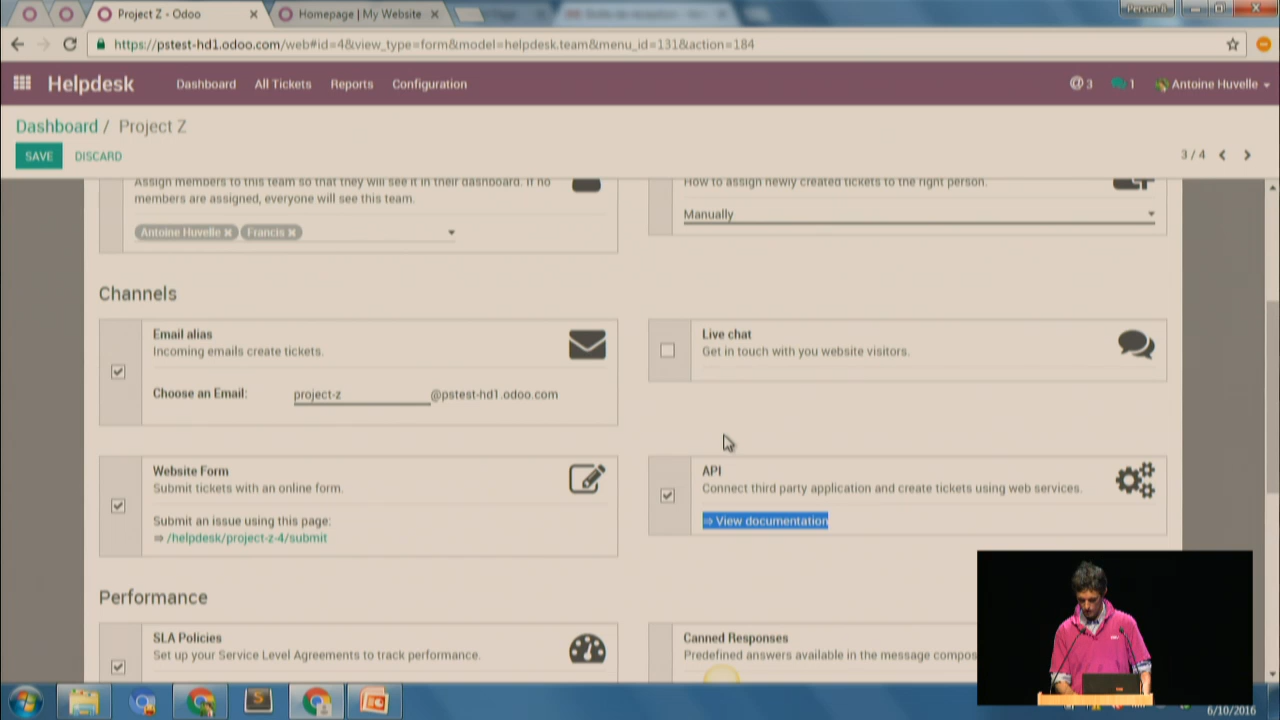 Project Z - Odoo
Homepage | My Website
https://pstest-hd1.odoo.com/web#id=4&view_type=form&model=helpdesk.team&menu_id=131&action=184
Helpdesk
Dashboard
All Tickets
Reports
Configuration
@ 3
1
Antoine Huvelle
Dashboard / Project Z
SAVE
DISCARD
3 / 4
Assign members to this team so that they will see it in their dashboard. If no
members are assigned, everyone will see this team.
Antoine Huvelle
Francis
How to assign newly created tickets to the right person.
Manually
Channels
Email alias
Incoming emails create tickets.
Choose an Email:
project-z
@pstest-hd1.odoo.com
Live chat
Get in touch with you website visitors.
Website Form
Submit tickets with an online form.
Submit an issue using this page:
⇒ /helpdesk/project-z-4/submit
API
Connect third party application and create tickets using web services.
⇒ View documentation
Performance
SLA Policies
Set up your Service Level Agreements to track performance.
Canned Responses
Predefined answers available in the message compos
6/10/2016